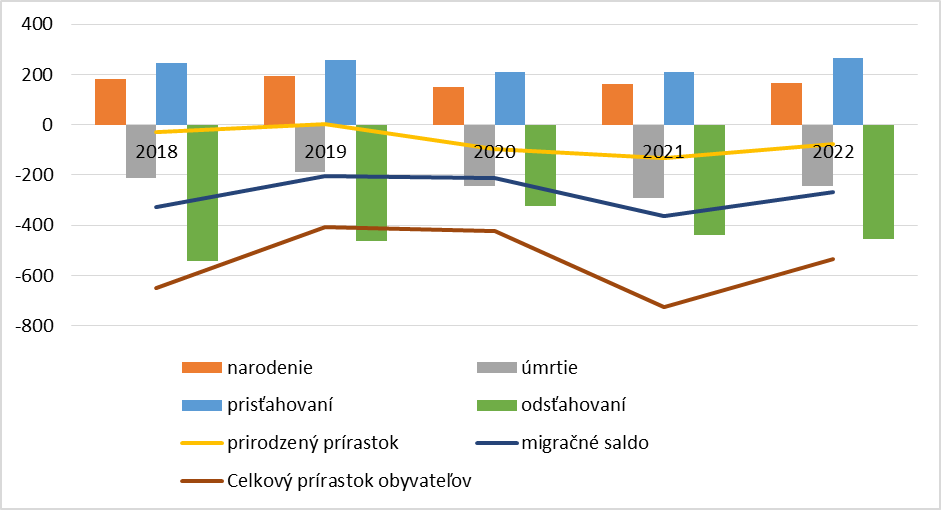 400
200
0
-200
-400
-600
-800
2018 2019 2020 2021 2022
narodenie úmrtie
prisťahovaní odsťahovaní
prirodzený prírastok migračné saldo
Celkový prírastok obyvateľov